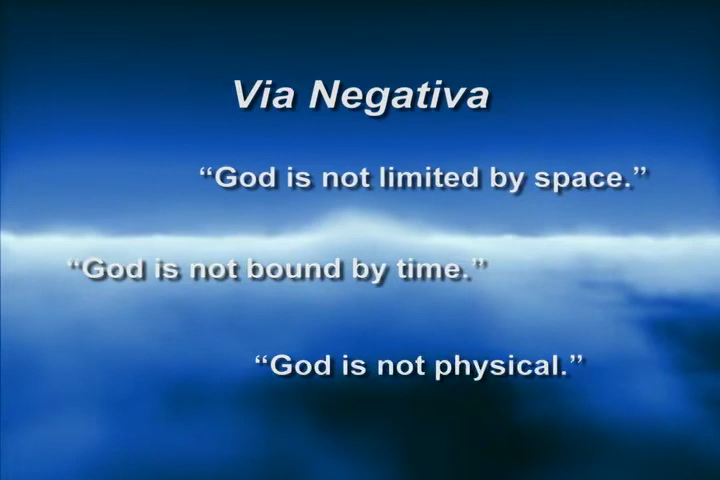 Via Negativa
“God is not limited by space.”
“God is not bound by time.”
“God is not physical.”